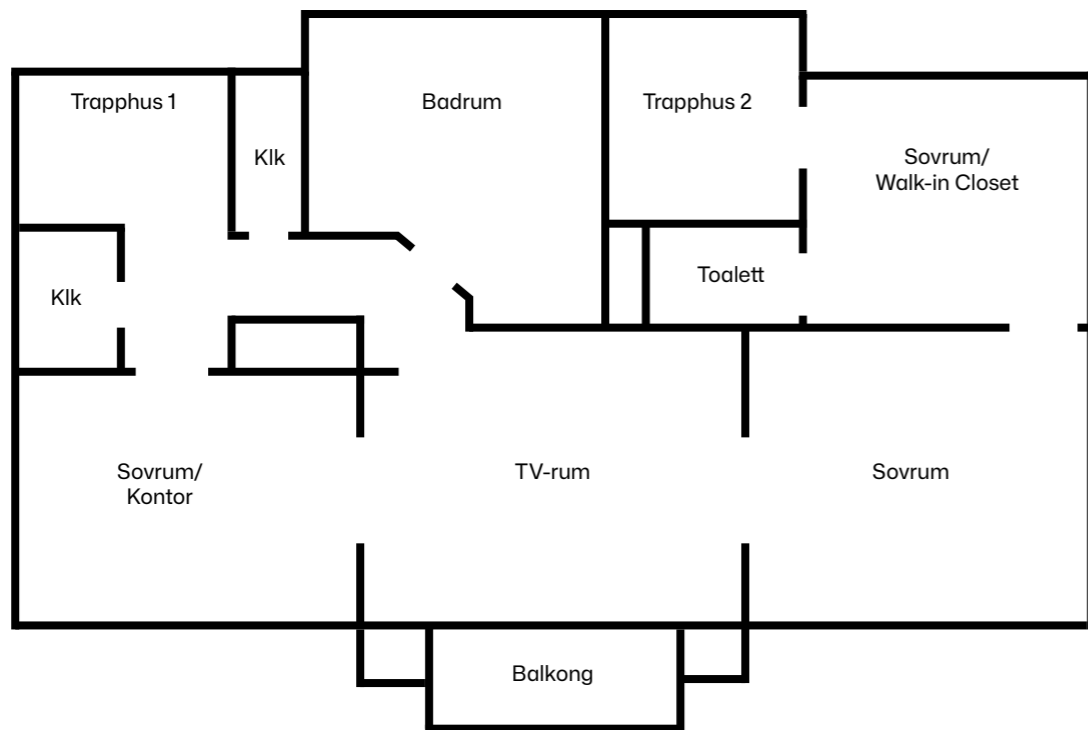 Trapphus 1
Badrum
Trapphus 2
Klk
Sovrum/
Walk-in Closet
Klk
Toalett
Sovrum/
Kontor
TV-rum
Sovrum
Balkong